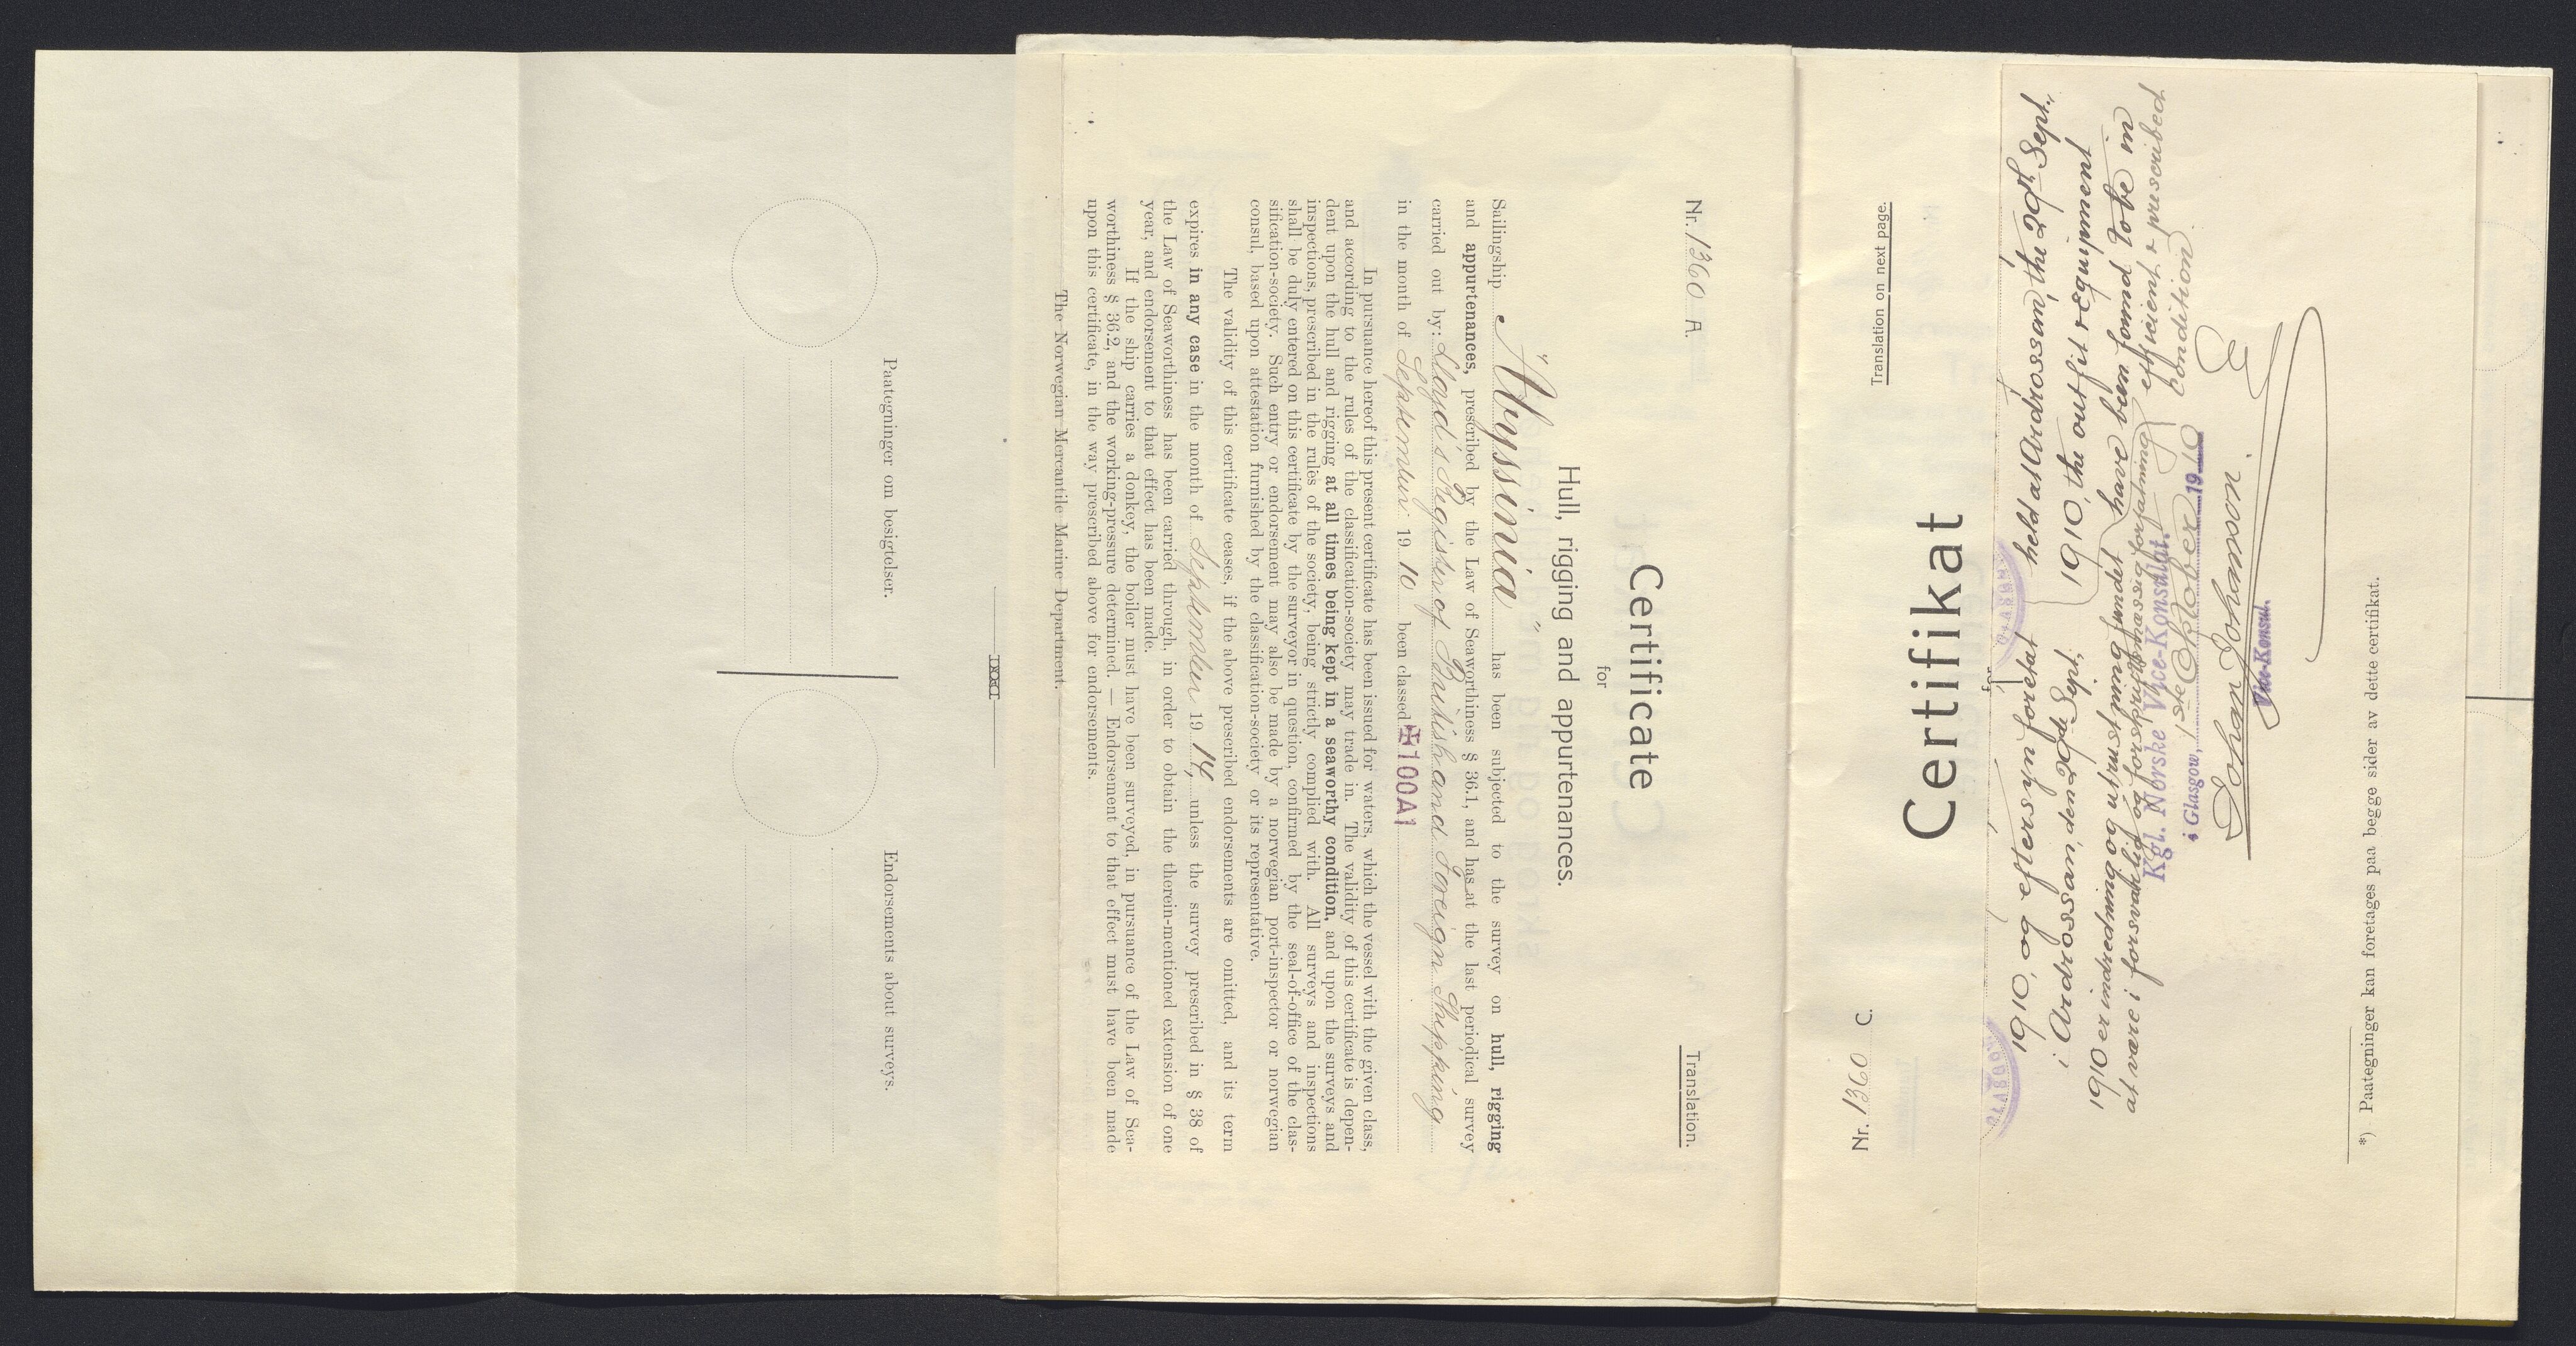 Nr. 1360 A.
Translation.
Certificate
for
Hull, rigging and appurtenances.
Sailingship "Abyssinia" has been subjected to the survey on hull, rigging
and appurtenances, prescribed by the Law of Seaworthiness § 36.1, and has at the last periodical survey
carried out by: Lloyd's Register of British and Foreign Shipping
in the month of September 19 10 been classed ✠100A1
In pursuance hereof this present certificate has been issued for waters, which the vessel with the given class,
and according to the rules of the classification-society may trade in. The validity of this certificate is depen-
dent upon the hull and rigging at all times being kept in a seaworthy condition, and upon the surveys and
inspections, prescribed in the rules of the society, being strictly complied with. All surveys and inspections
shall be duly entered on this certificate by the surveyor in question, confirmed by the seal-of-office of the clas-
sification-society. Such entry or endorsement may also be made by a norwegian port-inspector or norwegian
consul, based upon attestation furnished by the classification-society or its representative.
The validity of this certificate ceases, if the above prescribed endorsements are omitted, and its term
expires in any case in the month of September 19 14, unless the survey prescribed in § 38 of
the Law of Seaworthiness has been carried through, in order to obtain the therein-mentioned extension of one
year, and endorsement to that effect has been made.
If the ship carries a donkey, the boiler must have been surveyed, in pursuance of the Law of Sea-
worthiness § 36.2, and the working-pressure determined. — Endorsement to that effect must have been made
upon this certificate, in the way prescribed above for endorsements.
The Norwegian Mercantile Marine Department.
Paategninger om besigtelser.
Endorsements about surveys.
Nr. 1360 C.
Translation on next page.
Certifikat
for
1910, og eftersyn foretat
i Ardrossan, den 29de Sept,
1910 er indredning og utrustning fundet
at være i forsvarlig og forskriftsmæssig forfatning
held at Ardrossan, the 29th Sept.,
1910, the outfit & equipment
have been found to be in
efficient & prescribed
condition.
GLASGOW
GLASGOW
Kgl. Norske Vice-Konsulat.
i Glasgow, 1ste Oktober 1910
Johan Johanson.
Vice-Konsul.
*) Paategninger kan foretages paa begge sider av dette certifikat.